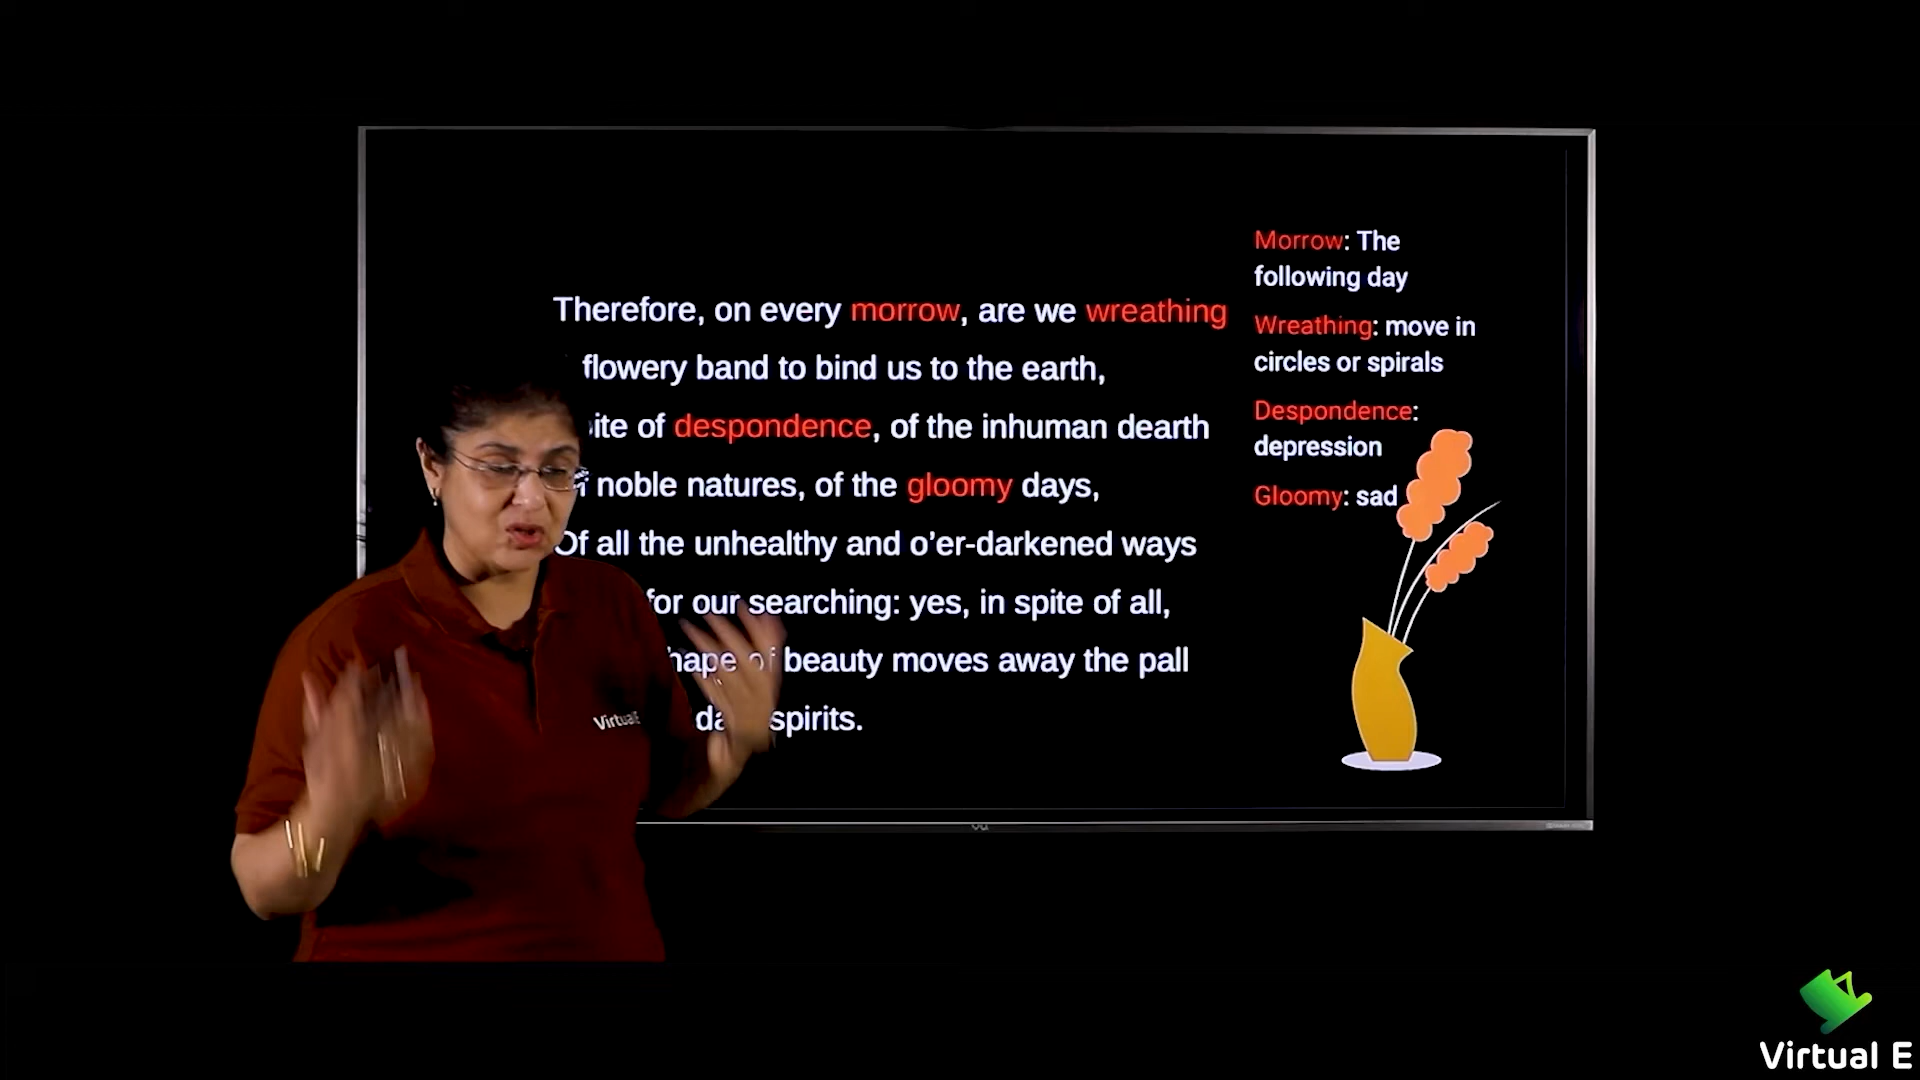 Therefore, on every morrow, are we wreathing
flowery band to bind us to the earth,
of despondence, of the inhuman dearth
noble natures, of the gloomy days,
Of all the unhealthy and o’er-darkened ways
for our searching: yes, in spite of all,
of beauty moves away the pall
spirits.
Morrow: The
following day
Wreathing: move in
circles or spirals
Despondence:
depression
Gloomy: sad
VirtualE
vu
Virtual E